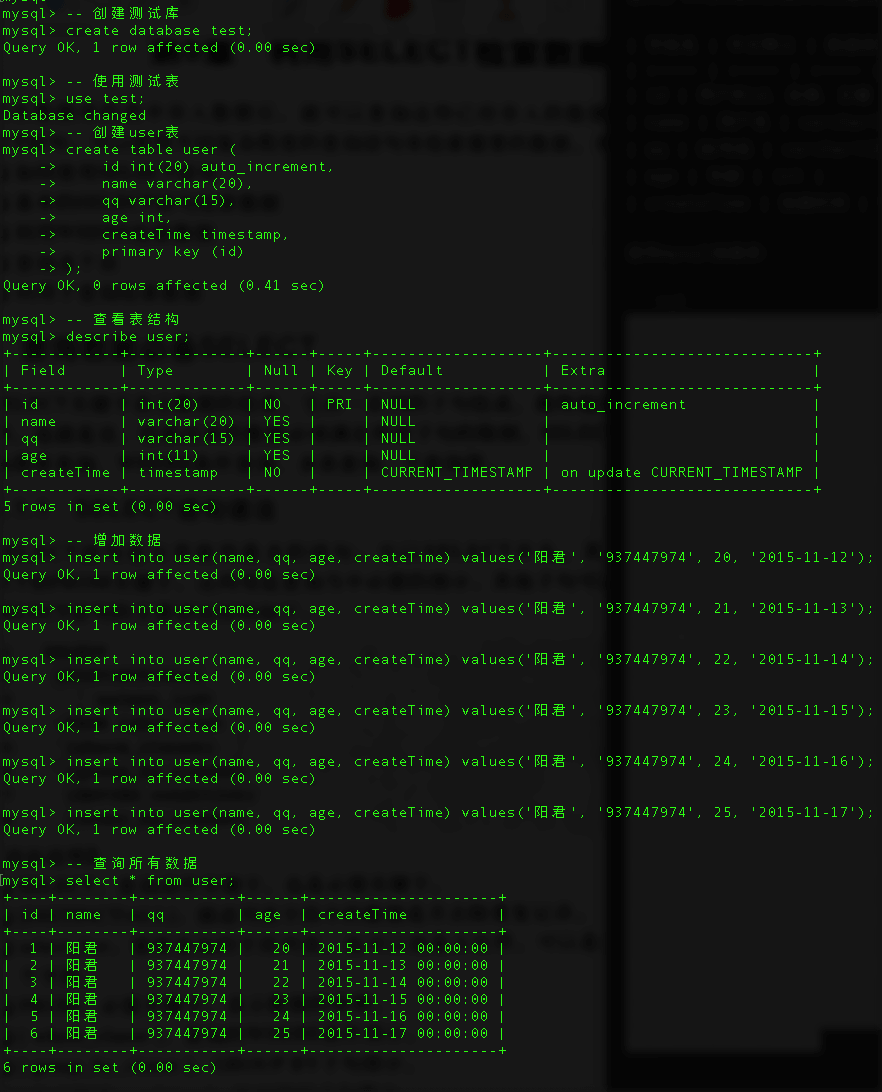 mysql> -- 创建测试库
mysql> create database test;
Query OK, 1 row affected (0.00 sec)

mysql> -- 使用测试表
mysql> use test;
Database changed
mysql> -- 创建user表
mysql> create table user (
    ->     id int(20) auto_increment,
    ->     name varchar(20),
    ->     qq varchar(15),
    ->     age int,
    ->     createTime timestamp,
    ->     primary key (id)
    -> );
Query OK, 0 rows affected (0.41 sec)

mysql> -- 查看表结构
mysql> describe user;
+------------+-------------+------+-----+-------------------+-----------------------------+
| Field      | Type        | Null | Key | Default           | Extra                       |
+------------+-------------+------+-----+-------------------+-----------------------------+
| id         | int(20)     | NO   | PRI | NULL              | auto_increment              |
| name       | varchar(20) | YES  |     | NULL              |                             |
| qq         | varchar(15) | YES  |     | NULL              |                             |
| age        | int(11)     | YES  |     | NULL              |                             |
| createTime | timestamp   | NO   |     | CURRENT_TIMESTAMP | on update CURRENT_TIMESTAMP |
+------------+-------------+------+-----+-------------------+-----------------------------+
5 rows in set (0.00 sec)

mysql> -- 增加数据
mysql> insert into user(name, qq, age, createTime) values('阳君', '937447974', 20, '2015-11-12');
Query OK, 1 row affected (0.00 sec)

mysql> insert into user(name, qq, age, createTime) values('阳君', '937447974', 21, '2015-11-13');
Query OK, 1 row affected (0.00 sec)

mysql> insert into user(name, qq, age, createTime) values('阳君', '937447974', 22, '2015-11-14');
Query OK, 1 row affected (0.00 sec)

mysql> insert into user(name, qq, age, createTime) values('阳君', '937447974', 23, '2015-11-15');
Query OK, 1 row affected (0.00 sec)

mysql> insert into user(name, qq, age, createTime) values('阳君', '937447974', 24, '2015-11-16');
Query OK, 1 row affected (0.00 sec)

mysql> insert into user(name, qq, age, createTime) values('阳君', '937447974', 25, '2015-11-17');
Query OK, 1 row affected (0.00 sec)

mysql> -- 查询所有数据
mysql> select * from user;
+----+--------+-----------+------+---------------------+
| id | name   | qq        | age  | createTime          |
+----+--------+-----------+------+---------------------+
|  1 | 阳君   | 937447974 |   20 | 2015-11-12 00:00:00 |
|  2 | 阳君   | 937447974 |   21 | 2015-11-13 00:00:00 |
|  3 | 阳君   | 937447974 |   22 | 2015-11-14 00:00:00 |
|  4 | 阳君   | 937447974 |   23 | 2015-11-15 00:00:00 |
|  5 | 阳君   | 937447974 |   24 | 2015-11-16 00:00:00 |
|  6 | 阳君   | 937447974 |   25 | 2015-11-17 00:00:00 |
+----+--------+-----------+------+---------------------+
6 rows in set (0.00 sec)